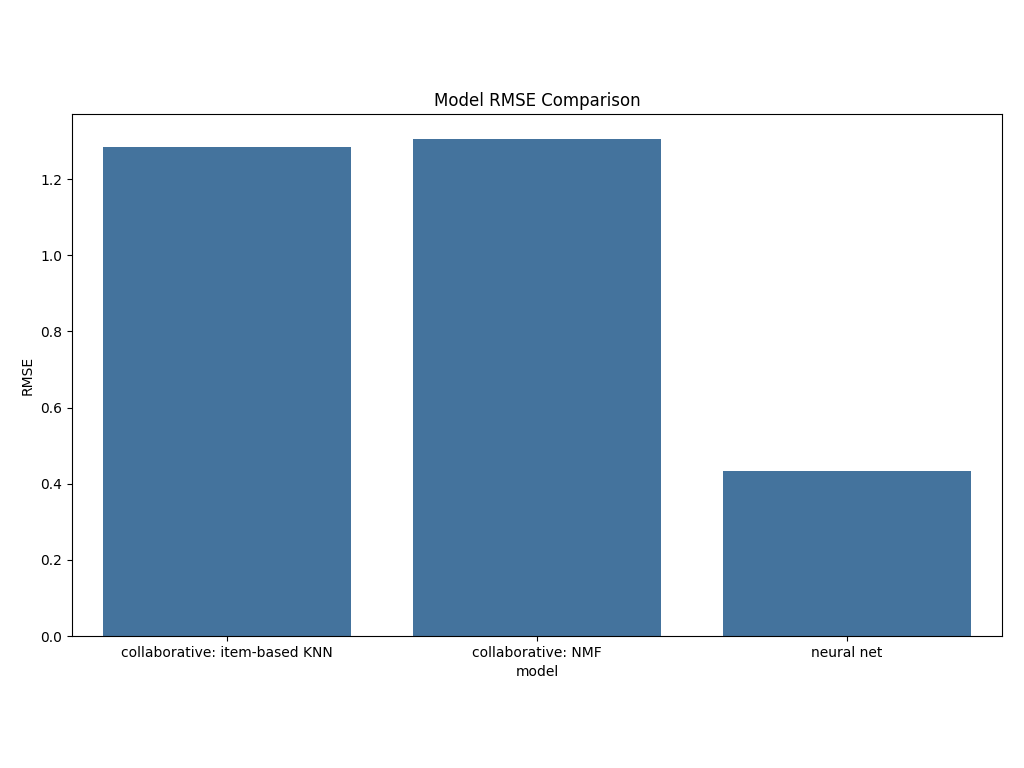 Model RMSE Comparison
1.2
1.0
0.8
0.6
0.4
0.2
0.0
RMSE
collaborative: item-based KNN
collaborative: NMF
neural net
model